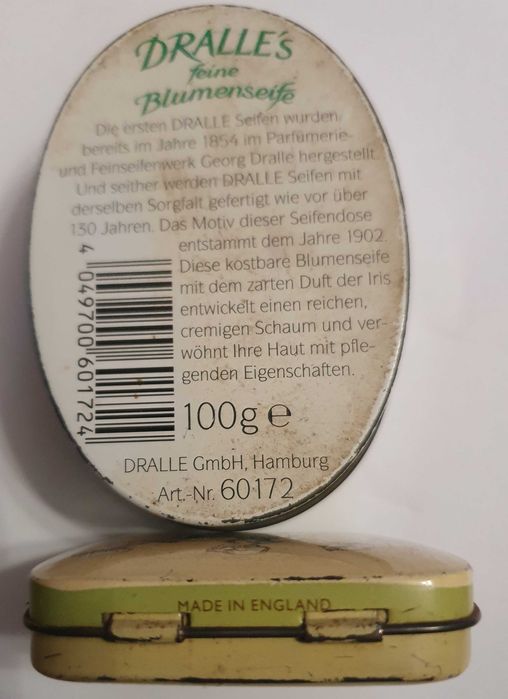 DRALLE'S
feine
Blumenseife
Die ersten DRALLE Seifen wurden
bereits im Jahre 1854 im Parfümerie-
und Feinseifenwerk Georg Dralle hergestellt.
Und seither werden DRALLE Seifen mit
derselben Sorgfalt gefertigt wie vor über
130 Jahren. Das Motiv dieser Seifendose
entstammt dem Jahre 1902.
Diese kostbare Blumenseife
mit dem zarten Duft der Iris
entwickelt einen reichen,
cremigen Schaum und ver-
wöhnt Ihre Haut mit pfle-
genden Eigenschaften.
4 049700 601724
100g e
DRALLE GmbH, Hamburg
Art.-Nr. 60172
MADE IN ENGLAND